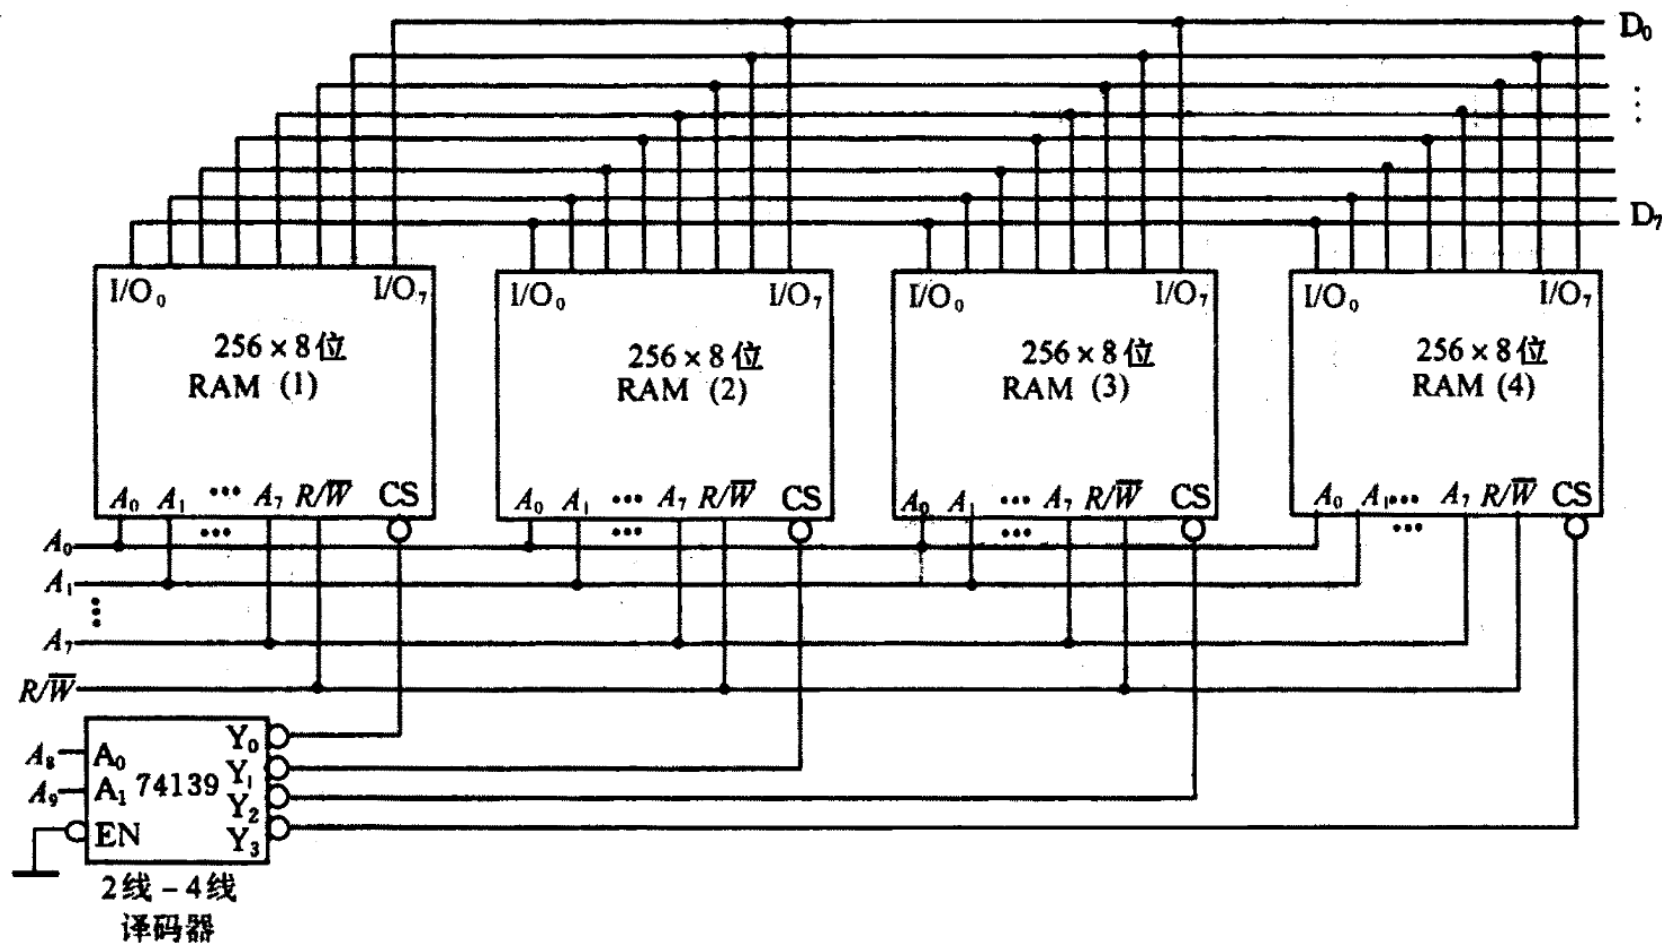 D₀
⋮
D₇
I/O₀ I/O₇
256×8位
RAM (1)
A₀ A₁ ··· A₇ R/W̅ CS
···
I/O₀ I/O₇
256×8位
RAM (2)
A₀ A₁ ··· A₇ R/W̅ CS
···
I/O₀ I/O₇
256×8位
RAM (3)
A₀ A₁ ··· A₇ R/W̅ CS
···
I/O₀ I/O₇
256×8位
RAM (4)
A₀ A₁ ··· A₇ R/W̅ CS
···
A₀
A₁
⋮
A₇
R/W̅
A₈ A₀ Y₀
A₉ A₁ 74139 Y₁
Y₂
EN Y₃
2线-4线
译码器